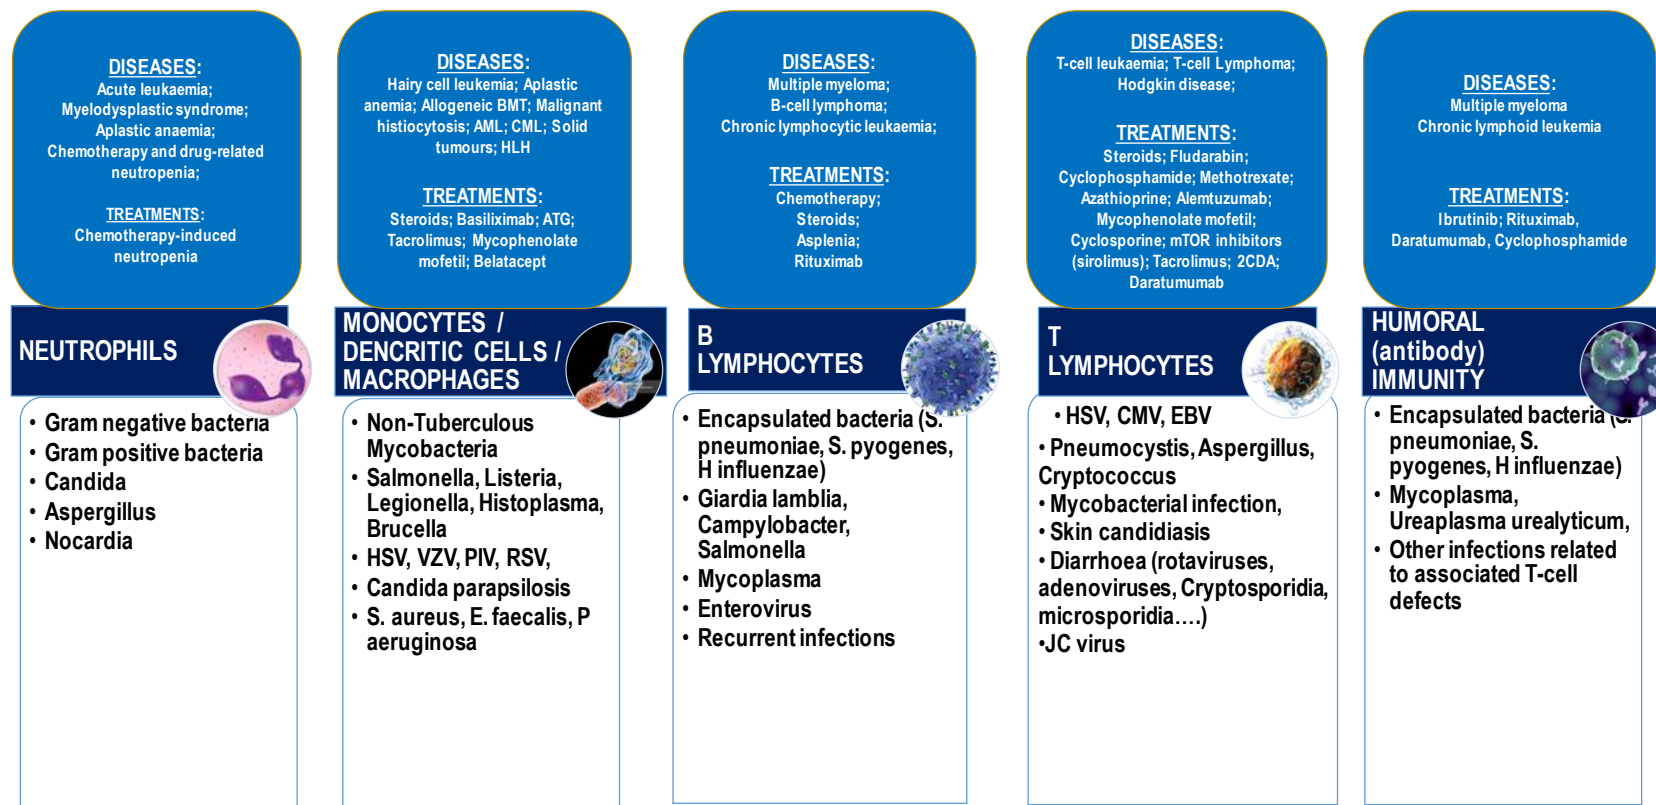 DISEASES:
Acute leukaemia;
Myelodysplastic syndrome;
Aplastic anaemia;
Chemotherapy and drug-related
neutropenia;
TREATMENTS:
Chemotherapy-induced
neutropenia
NEUTROPHILS
• Gram negative bacteria
• Gram positive bacteria
• Candida
• Aspergillus
• Nocardia
DISEASES:
Hairy cell leukemia; Aplastic
anemia; Allogeneic BMT; Malignant
histiocytosis; AML; CML; Solid
tumours; HLH
TREATMENTS:
Steroids; Basiliximab; ATG;
Tacrolimus; Mycophenolate
mofetil; Belatacept
MONOCYTES /
DENCRITIC CELLS /
MACROPHAGES
• Non-Tuberculous
Mycobacteria
• Salmonella, Listeria,
Legionella, Histoplasma,
Brucella
• HSV, VZV, PIV, RSV,
• Candida parapsilosis
• S. aureus, E. faecalis, P
aeruginosa
DISEASES:
Multiple myeloma;
B-cell lymphoma;
Chronic lymphocytic leukaemia;
TREATMENTS:
Chemotherapy;
Steroids;
Asplenia;
Rituximab
B
LYMPHOCYTES
• Encapsulated bacteria (S.
pneumoniae, S. pyogenes,
H influenzae)
• Giardia lamblia,
Campylobacter,
Salmonella
• Mycoplasma
• Enterovirus
• Recurrent infections
DISEASES:
T-cell leukaemia; T-cell Lymphoma;
Hodgkin disease;
TREATMENTS:
Steroids; Fludarabin;
Cyclophosphamide; Methotrexate;
Azathioprine; Alemtuzumab;
Mycophenolate mofetil;
Cyclosporine; mTOR inhibitors
(sirolimus); Tacrolimus; 2CDA;
Daratumumab
T
LYMPHOCYTES
• HSV, CMV, EBV
• Pneumocystis, Aspergillus,
Cryptococcus
• Mycobacterial infection,
• Skin candidiasis
• Diarrhoea (rotaviruses,
adenoviruses, Cryptosporidia,
microsporidia….)
•JC virus
DISEASES:
Multiple myeloma
Chronic lymphoid leukemia
TREATMENTS:
Ibrutinib; Rituximab,
Daratumumab, Cyclophosphamide
HUMORAL
(antibody)
IMMUNITY
• Encapsulated bacteria (S.
pneumoniae, S.
pyogenes, H influenzae)
• Mycoplasma,
Ureaplasma urealyticum,
• Other infections related
to associated T-cell
defects